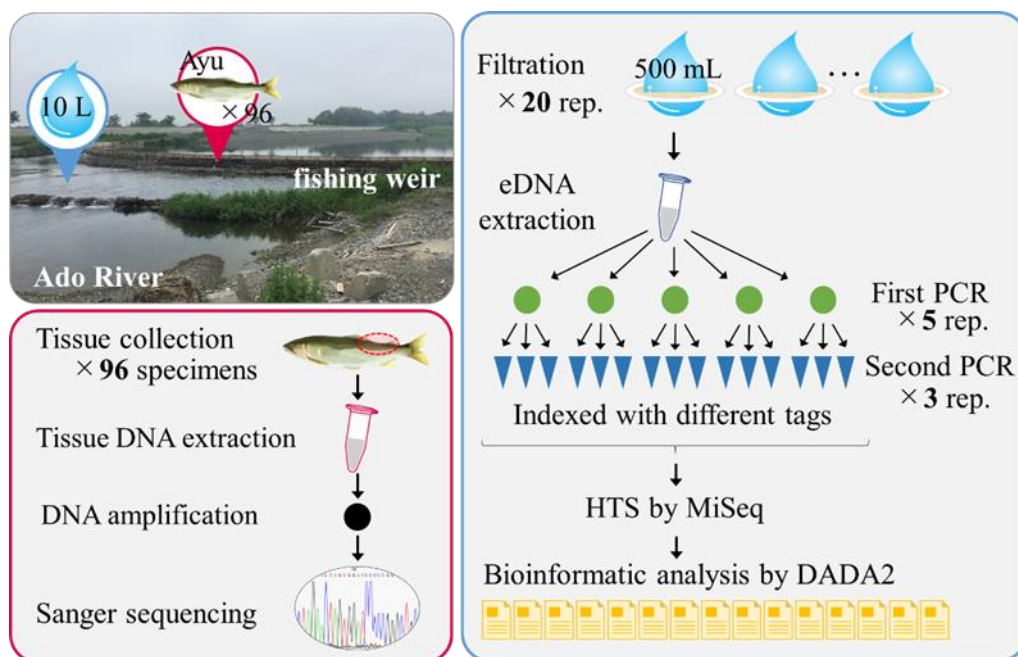 10 L
Ayu
×96
fishing weir
Ado River
Tissue collection
×96 specimens
Tissue DNA extraction
DNA amplification
Sanger sequencing
Filtration
×20 rep.
500 mL
...
eDNA
extraction
First PCR
×5 rep.
Second PCR
×3 rep.
Indexed with different tags
HTS by MiSeq
Bioinformatic analysis by DADA2